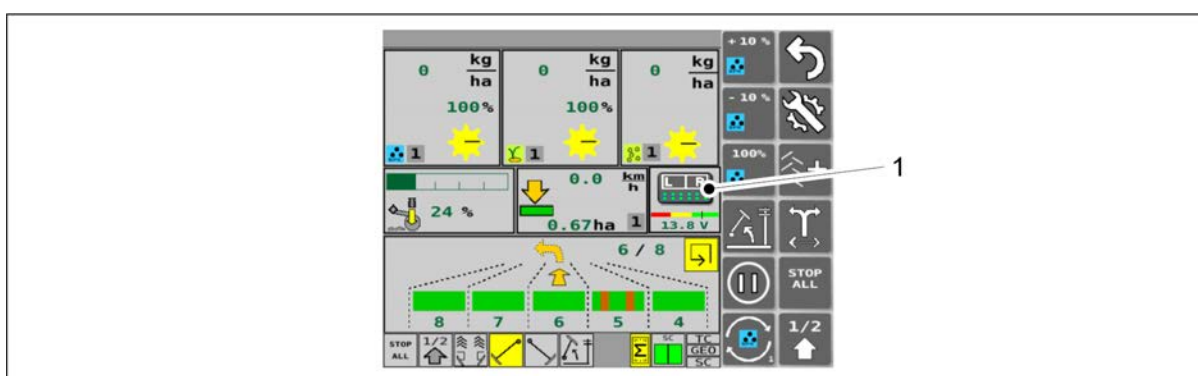 + 10 %
kg
ha
0
100%
1
kg
ha
0
100%
1
kg
ha
0
1
- 10 %
100%
24 %
0.0 km
h
0.67ha 1
L R
13.8 V
1
6 / 8
8 7 6 5 4
STOP
ALL
1/2
STOP
ALL
1/2
Σ
SC
TC
GEO
SC
1